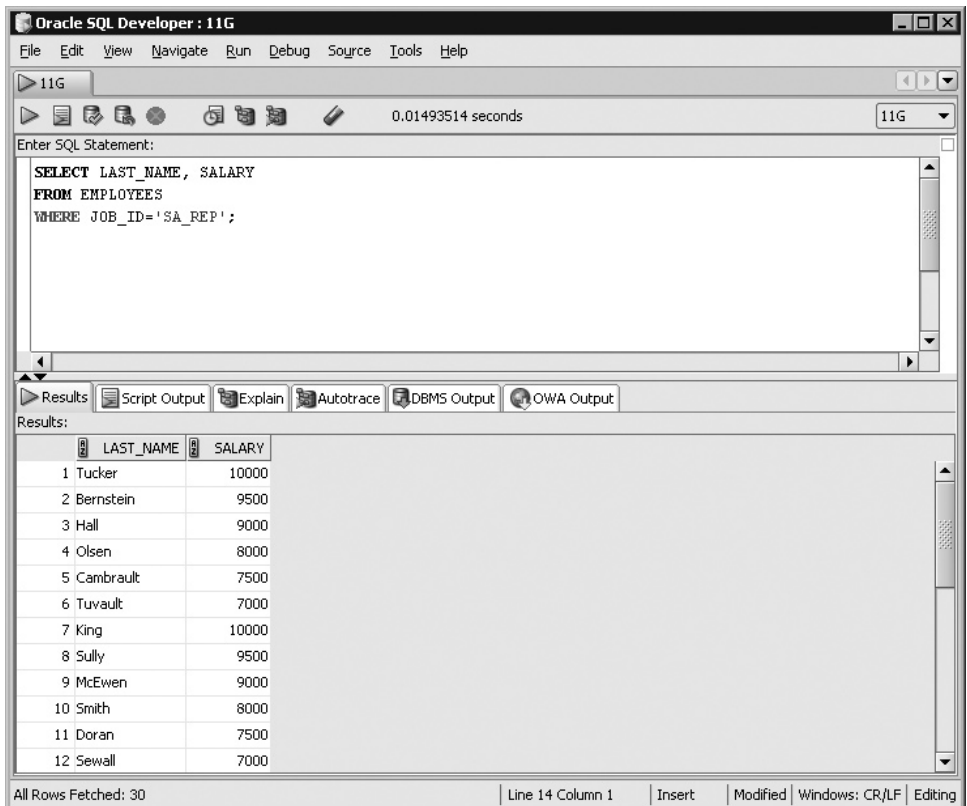 Oracle SQL Developer : 11G
File Edit View Navigate Run Debug Source Tools Help
11G
0.01493514 seconds 11G
Enter SQL Statement:
SELECT LAST_NAME, SALARY
FROM EMPLOYEES
WHERE JOB_ID='SA_REP';
Results Script Output Explain Autotrace DBMS Output OWA Output
Results:
LAST_NAME SALARY
1 Tucker 10000
2 Bernstein 9500
3 Hall 9000
4 Olsen 8000
5 Cambrault 7500
6 Tuvault 7000
7 King 10000
8 Sully 9500
9 McEwen 9000
10 Smith 8000
11 Doran 7500
12 Sewall 7000
All Rows Fetched: 30 Line 14 Column 1 Insert Modified Windows: CR/LF Editing